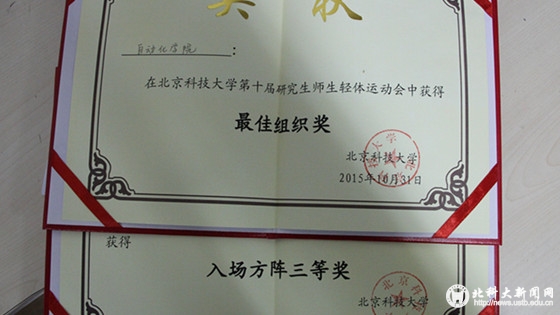 奖状
自动化学院：
在北京科技大学第十届研究生师生轻体运动会中获得
最佳组织奖
北京科技大学
2015年10月31日
获得
入场方阵三等奖
北京科技大学
北科大新闻网
http://news.ustb.edu.cn